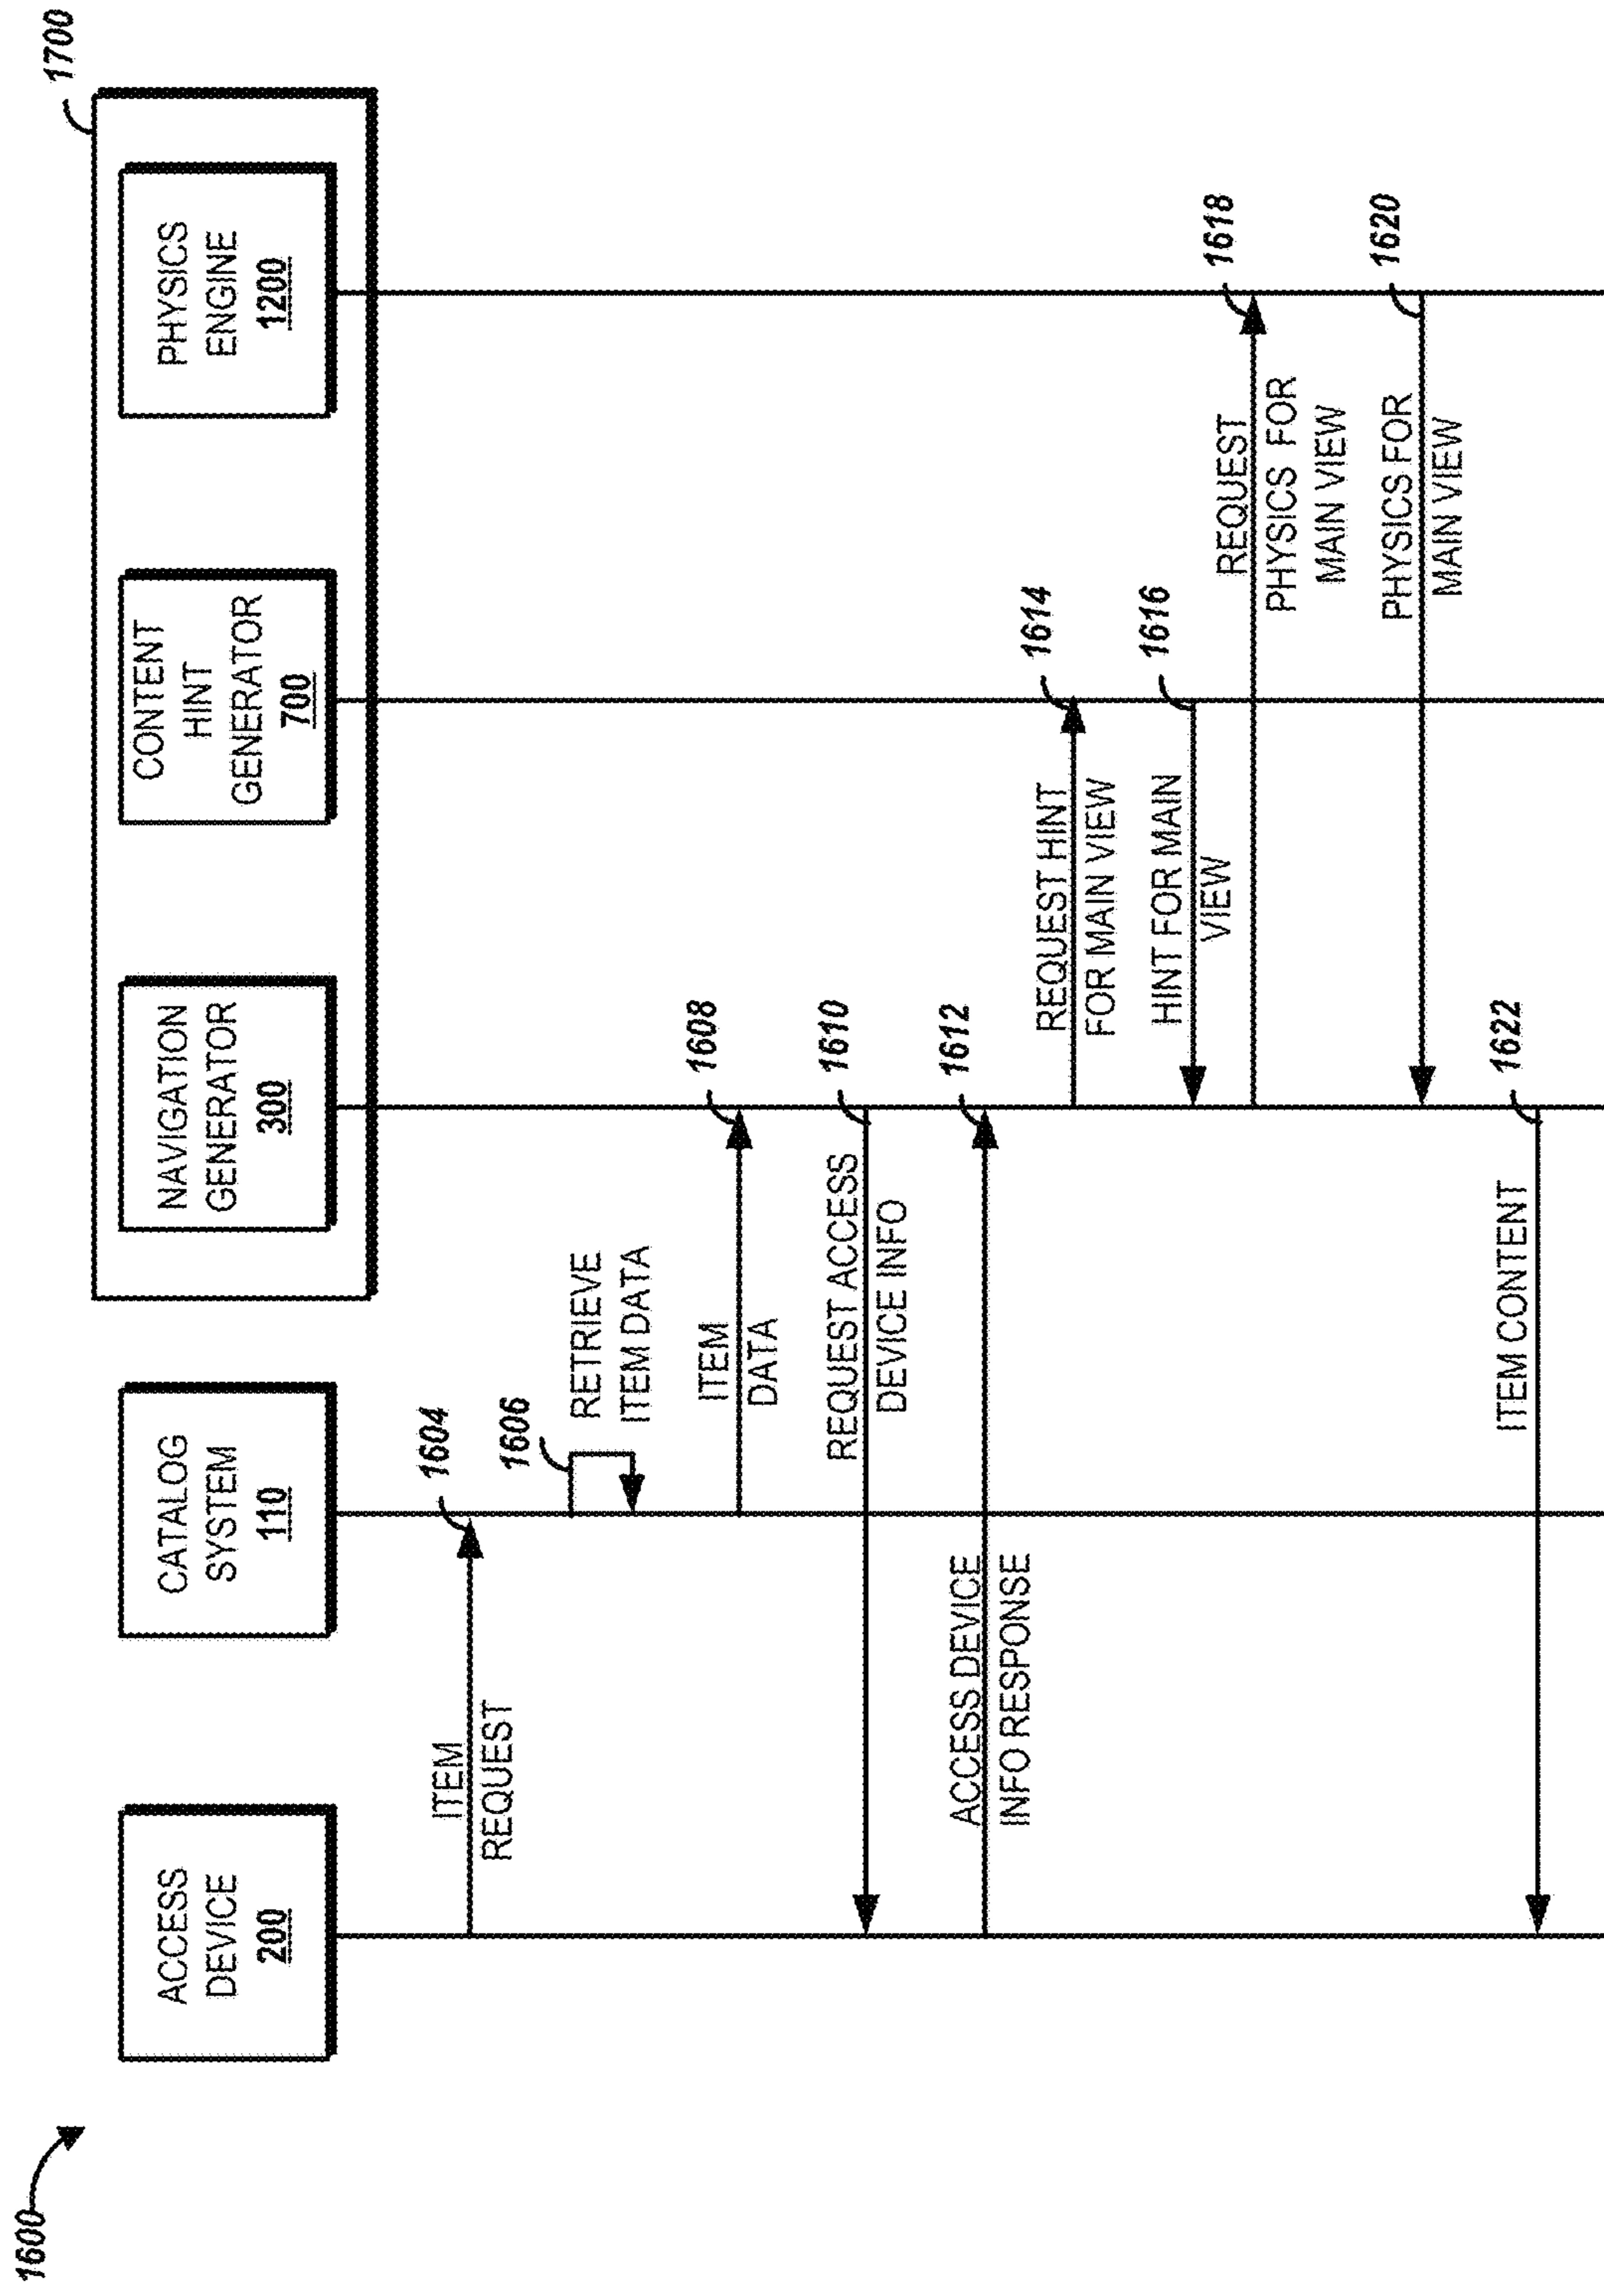 1600
1700
ACCESS
DEVICE
200
CATALOG
SYSTEM
110
NAVIGATION
GENERATOR
300
CONTENT
HINT
GENERATOR
700
PHYSICS
ENGINE
1200
1604
ITEM
REQUEST
1606
RETRIEVE
ITEM DATA
1608
ITEM
DATA
1610
REQUEST ACCESS
DEVICE INFO
1612
ACCESS DEVICE
INFO RESPONSE
1614
REQUEST HINT
FOR MAIN VIEW
1616
HINT FOR MAIN
VIEW
1618
REQUEST
PHYSICS FOR
MAIN VIEW
1620
PHYSICS FOR
MAIN VIEW
1622
ITEM CONTENT